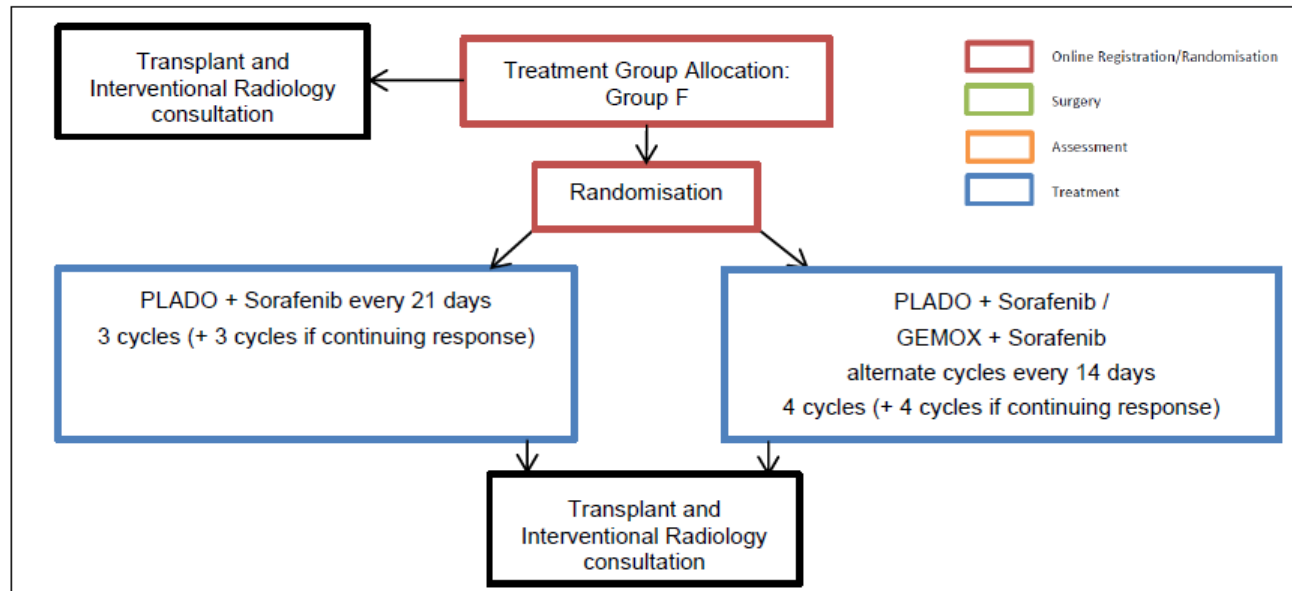 Transplant and
Interventional Radiology
consultation
Treatment Group Allocation:
Group F
Online Registration/Randomisation
Surgery
Assessment
Treatment
Randomisation
PLADO + Sorafenib every 21 days
3 cycles (+ 3 cycles if continuing response)
PLADO + Sorafenib /
GEMOX + Sorafenib
alternate cycles every 14 days
4 cycles (+ 4 cycles if continuing response)
Transplant and
Interventional Radiology
consultation